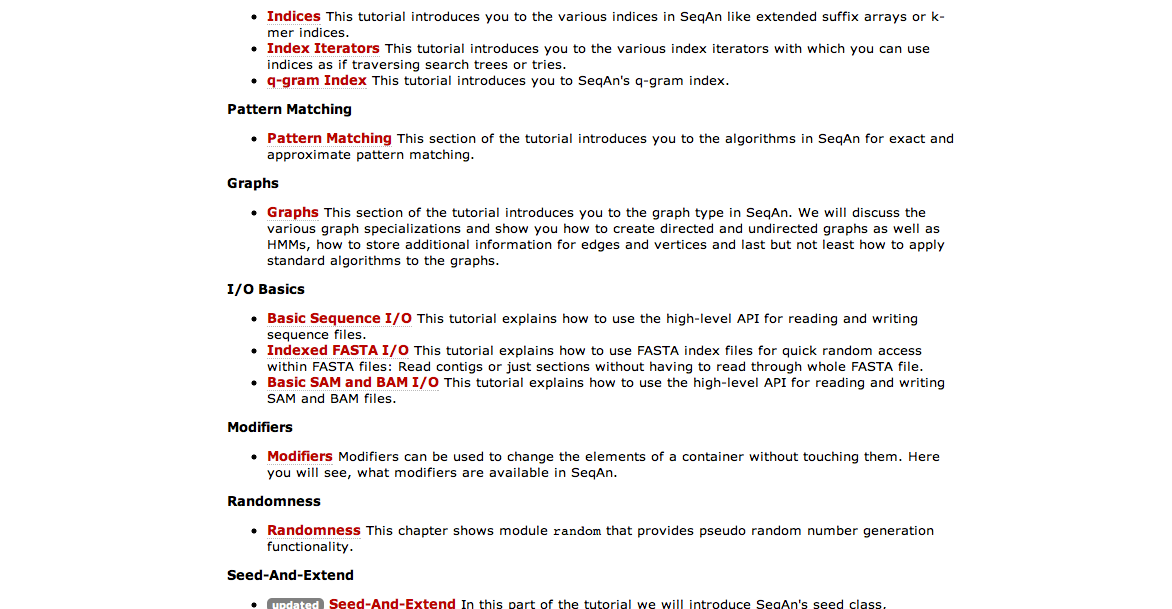 Indices This tutorial introduces you to the various indices in SeqAn like extended suffix arrays or k-
mer indices.
Index Iterators This tutorial introduces you to the various index iterators with which you can use
indices as if traversing search trees or tries.
q-gram Index This tutorial introduces you to SeqAn's q-gram index.
Pattern Matching
Pattern Matching This section of the tutorial introduces you to the algorithms in SeqAn for exact and
approximate pattern matching.
Graphs
Graphs This section of the tutorial introduces you to the graph type in SeqAn. We will discuss the
various graph specializations and show you how to create directed and undirected graphs as well as
HMMs, how to store additional information for edges and vertices and last but not least how to apply
standard algorithms to the graphs.
I/O Basics
Basic Sequence I/O This tutorial explains how to use the high-level API for reading and writing
sequence files.
Indexed FASTA I/O This tutorial explains how to use FASTA index files for quick random access
within FASTA files: Read contigs or just sections without having to read through whole FASTA file.
Basic SAM and BAM I/O This tutorial explains how to use the high-level API for reading and writing
SAM and BAM files.
Modifiers
Modifiers Modifiers can be used to change the elements of a container without touching them. Here
you will see, what modifiers are available in SeqAn.
Randomness
Randomness This chapter shows module random that provides pseudo random number generation
functionality.
Seed-And-Extend
updated Seed-And-Extend In this part of the tutorial we will introduce SeqAn's seed class,